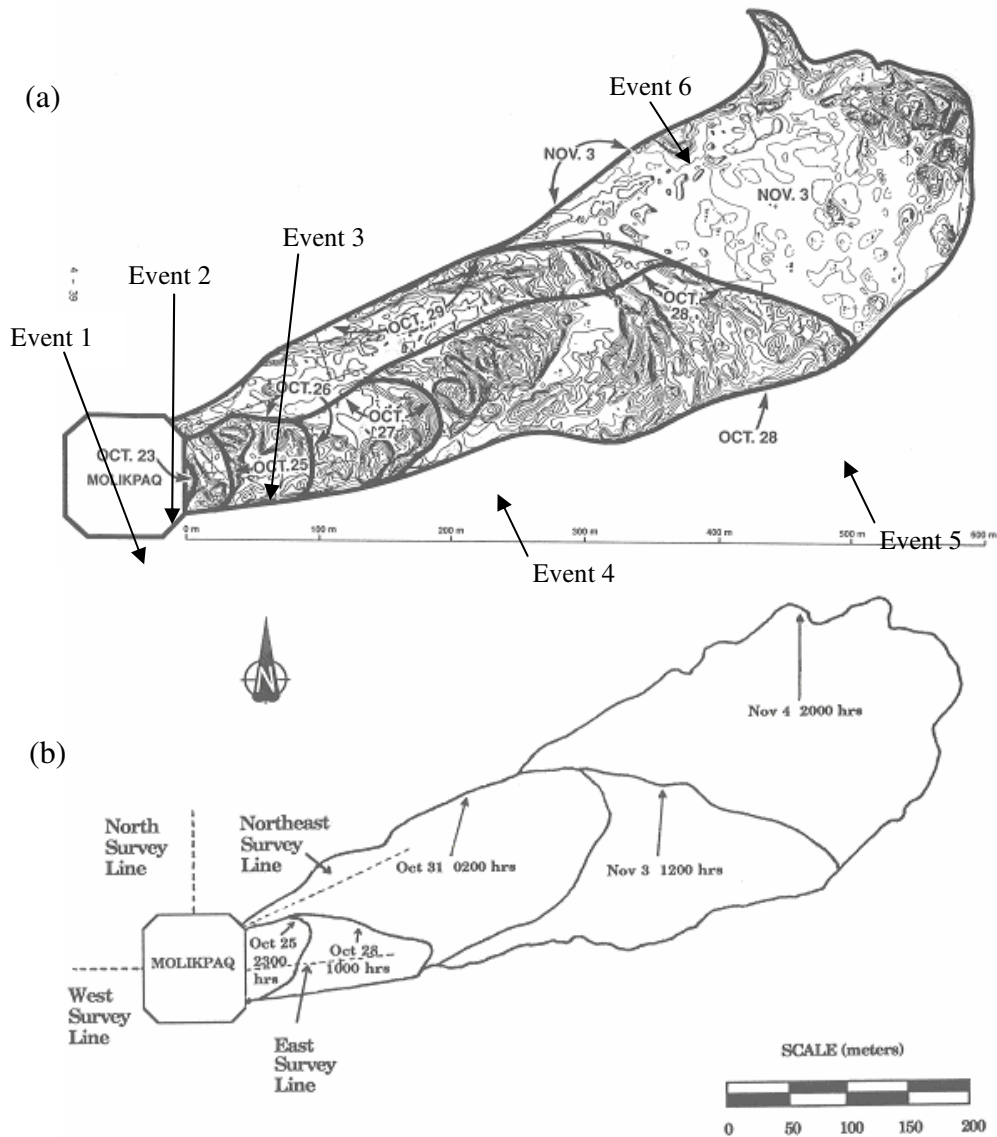 (a)
Event 6
NOV. 3
NOV. 3
Event 3
Event 2
4 - 39
OCT. 29
OCT.
28
Event 1
OCT. 26
OCT.
27
OCT. 28
OCT. 23
MOLIKPAQ
OCT. 25
0 m
100 m
200 m
300 m
400 m
500 m
600 m
Event 5
Event 4
N
Nov 4 2000 hrs
(b)
North
Survey
Line
Northeast
Survey
Line
Oct 31 0200 hrs
Nov 3 1200 hrs
MOLIKPAQ
Oct 25
2300
hrs
Oct 28
1000 hrs
West
Survey
Line
East
Survey
Line
SCALE (meters)
0 50 100 150 200